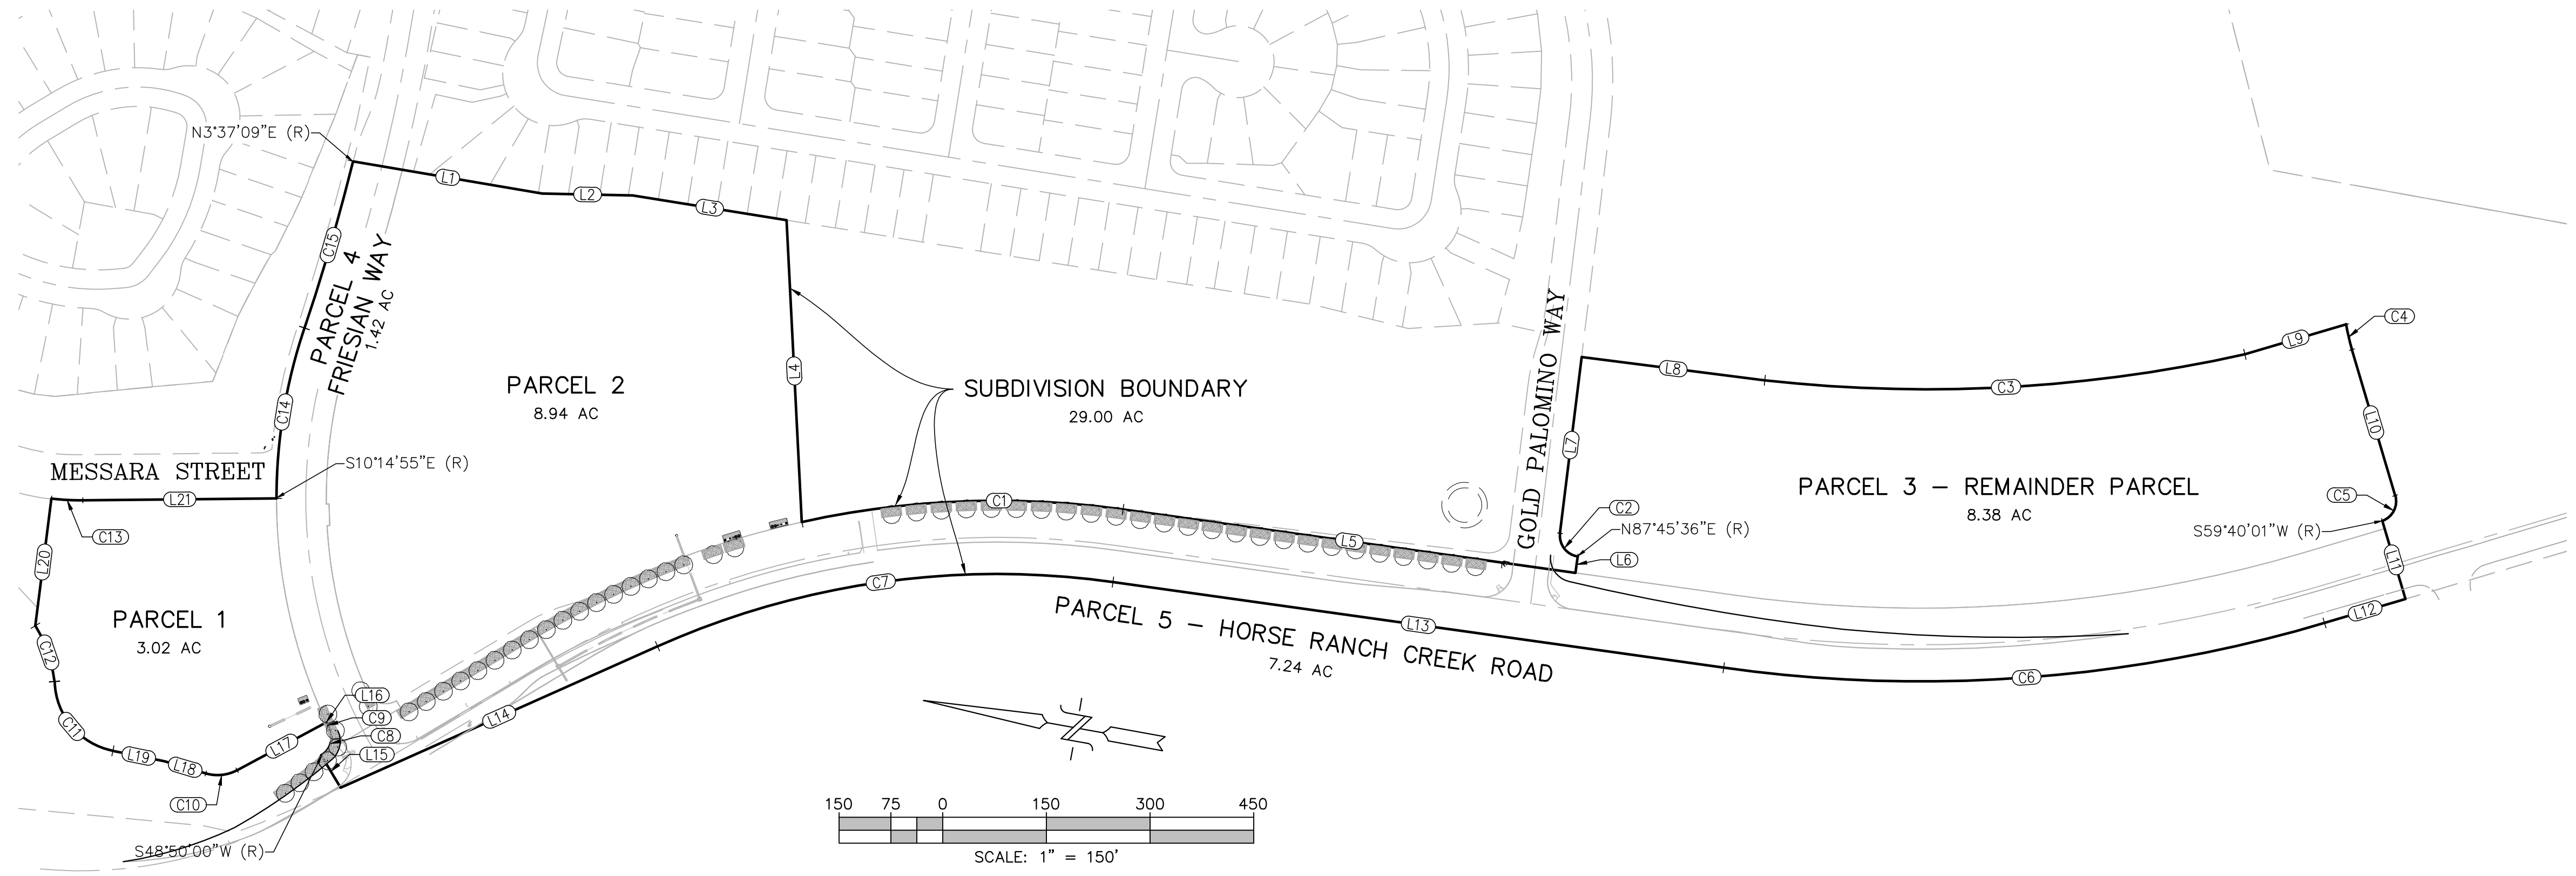 N3°37'09"E (R)
L1
L2
L3
C15
PARCEL 4
FRIESIAN WAY
1.42 AC
L4
PARCEL 2
8.94 AC
C14
SUBDIVISION BOUNDARY
29.00 AC
GOLD PALOMINO WAY
L8
C3
L9
C4
L7
L10
MESSARA STREET
S10°14'55"E (R)
L21
C13
L20
C1
L5
C2
N87°45'36"E (R)
L6
PARCEL 3 – REMAINDER PARCEL
8.38 AC
C5
S59°40'01"W (R)
L11
L12
PARCEL 1
3.02 AC
C12
C7
L13
PARCEL 5 – HORSE RANCH CREEK ROAD
7.24 AC
C6
C11
L16
C9
C8
L15
L14
L17
L19
L18
C10
S48°50'00"W (R)
Z
150 75 0 150 300 450
SCALE: 1" = 150'